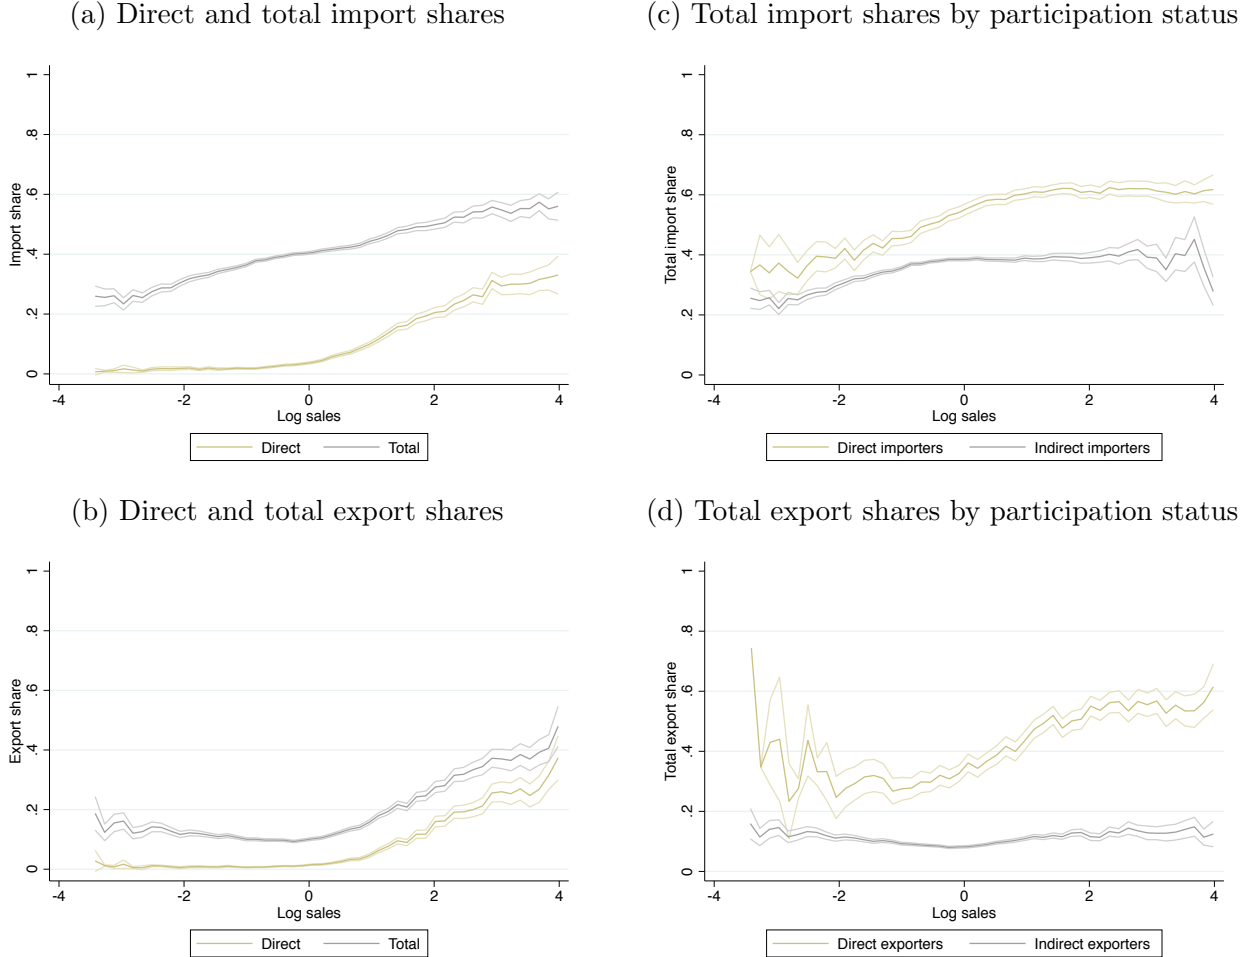 (a) Direct and total import shares
Import share
0 .2 .4 .6 .8 1
-4 -2 0 2 4
Log sales
Direct Total
(c) Total import shares by participation status
Total import share
0 .2 .4 .6 .8 1
-4 -2 0 2 4
Log sales
Direct importers Indirect importers
(b) Direct and total export shares
Export share
0 .2 .4 .6 .8 1
-4 -2 0 2 4
Log sales
Direct Total
(d) Total export shares by participation status
Total export share
0 .2 .4 .6 .8 1
-4 -2 0 2 4
Log sales
Direct exporters Indirect exporters